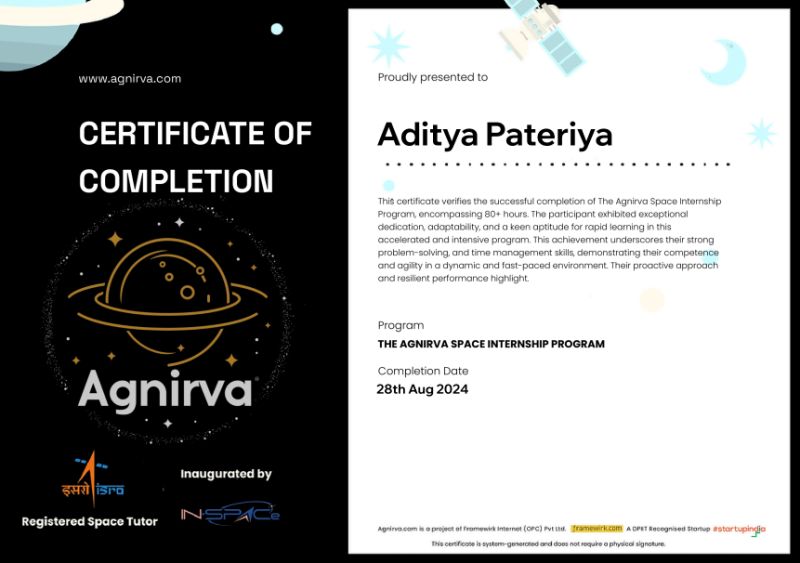 www.agnirva.com
CERTIFICATE OF
COMPLETION
Agnirva
इसरो isro
Registered Space Tutor
Inaugurated by
IN-SPACe
Proudly presented to
Aditya Pateriya
This certificate verifies the successful completion of The Agnirva Space Internship
Program, encompassing 80+ hours. The participant exhibited exceptional
dedication, adaptability, and a keen aptitude for rapid learning in this
accelerated and intensive program. This achievement underscores their strong
problem-solving, and time management skills, demonstrating their competence
and agility in a dynamic and fast-paced environment. Their proactive approach
and resilient performance highlight.
Program
THE AGNIRVA SPACE INTERNSHIP PROGRAM
Completion Date
28th Aug 2024
Agnirva.com is a project of Framewirk Internet (OPC) Pvt Ltd. framewirk.com A DPIIT Recognised Startup #startupindia
This certificate is system-generated and does not require a physical signature.